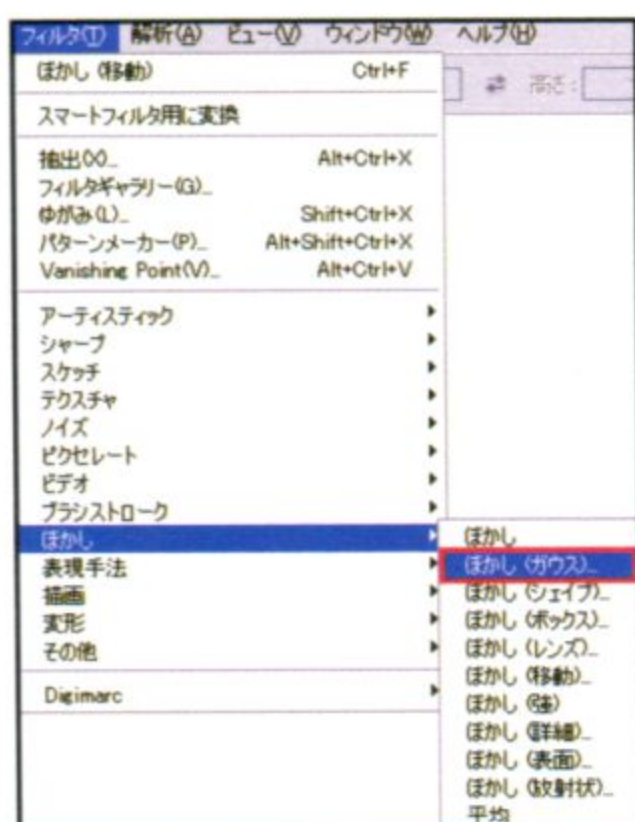 フィルタ(T) 解析(A) ビュー(V) ウィンドウ(W) ヘルプ(H)
ぼかし (移動) Ctrl+F
高さ:
スマートフィルタ用に変換
抽出(X)... Alt+Ctrl+X
フィルタギャラリー(G)...
ゆがみ(L)... Shift+Ctrl+X
パターンメーカー(P)... Alt+Shift+Ctrl+X
Vanishing Point(V)... Alt+Ctrl+V
アーティスティック
シャープ
スケッチ
テクスチャ
ノイズ
ピクセレート
ビデオ
ブラシストローク
ぼかし
表現手法
描画
変形
その他
Digimarc
ぼかし
ぼかし (ガウス)...
ぼかし (シェイプ)...
ぼかし (ボックス)...
ぼかし (レンズ)...
ぼかし (移動)...
ぼかし (強)
ぼかし (詳細)...
ぼかし (表面)...
ぼかし (放射状)...
平均